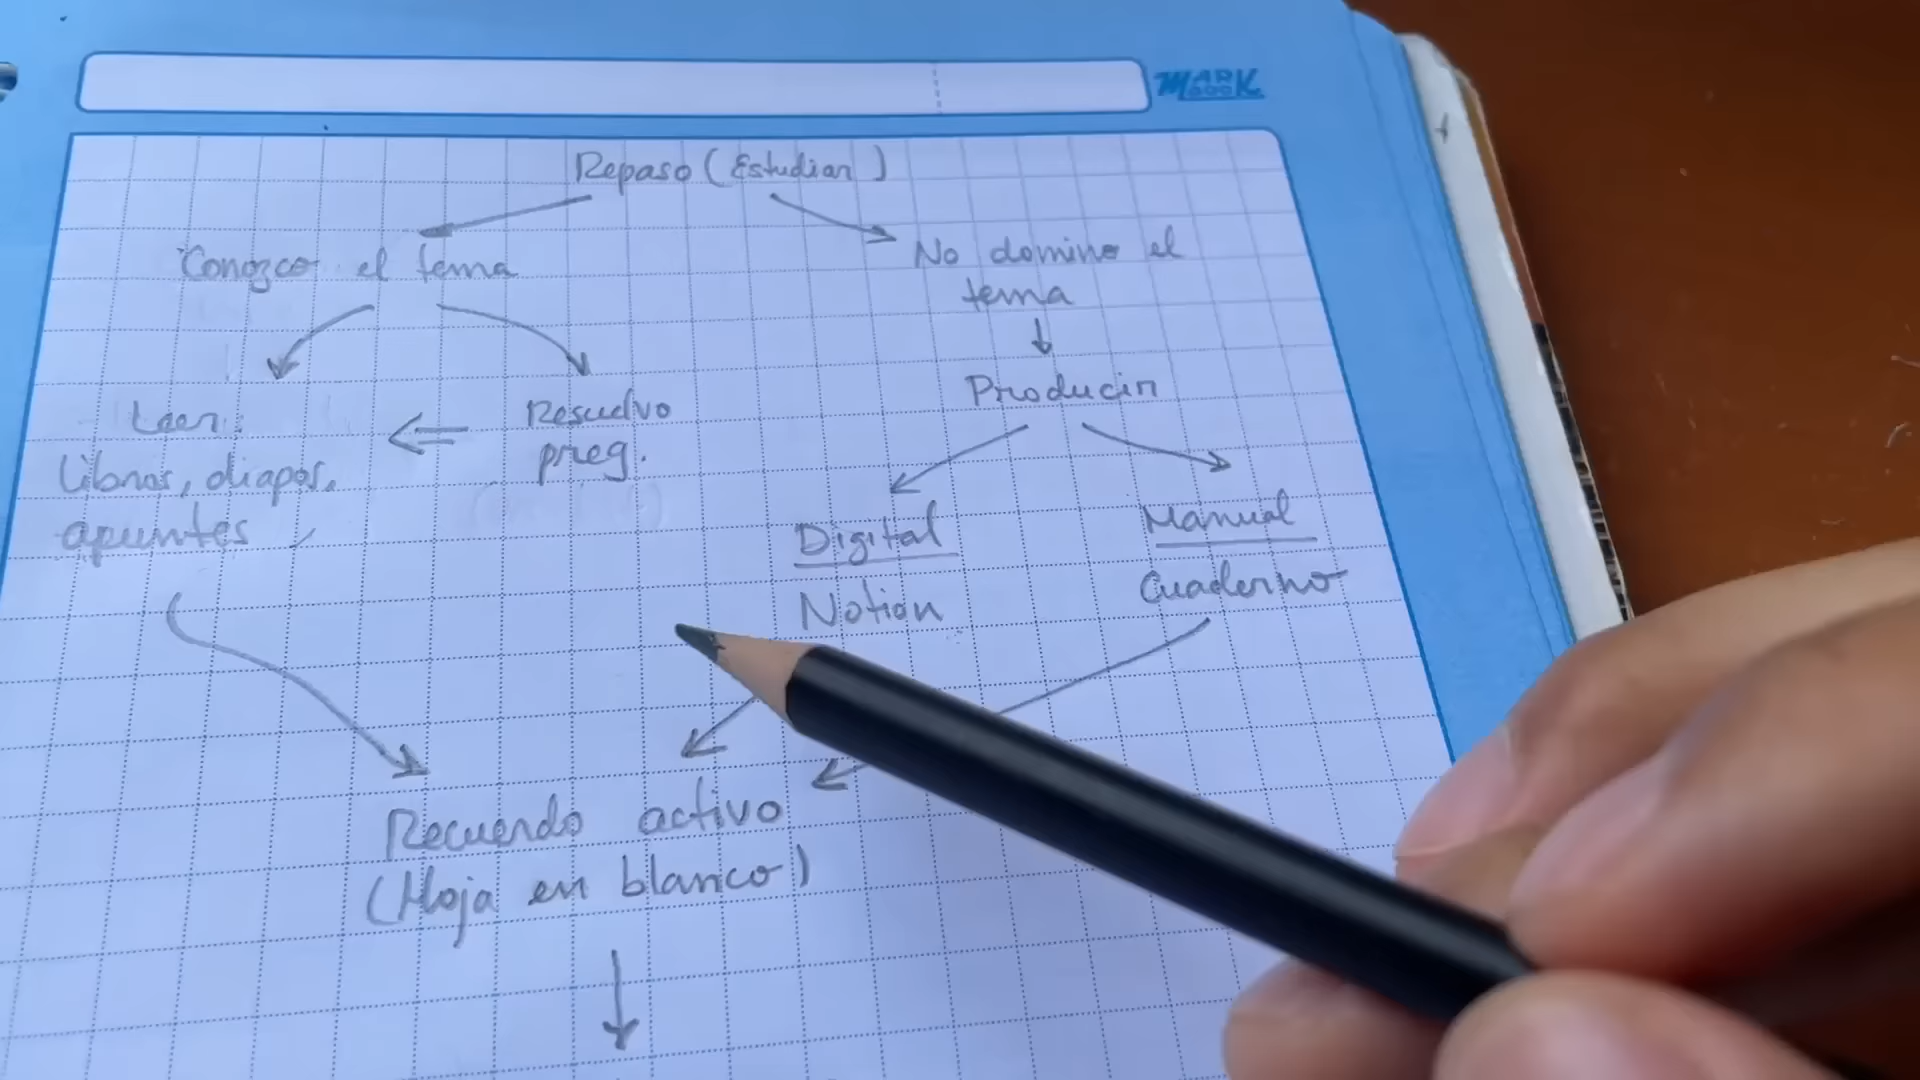 MARK BOOK
Repaso (Estudiar)
Conozco el tema
No domino el
tema
Producir
Leer:
libros, diapos,
apuntes
Resuelvo
preg.
Digital
Notion
Manual
Cuaderno
Recuerdo activo
(Hoja en blanco)